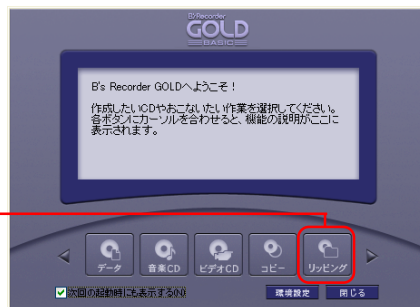 B's Recorder
GOLD
BASIC
B's Recorder GOLDへようこそ！
作成したいCDやおこないたい作業を選択してください。
各ボタンにカーソルを合わせると、機能の説明がここに
表示されます。
データ
音楽CD
ビデオCD
コピー
リッピング
次回の起動時にも表示する(N)
環境設定
閉じる